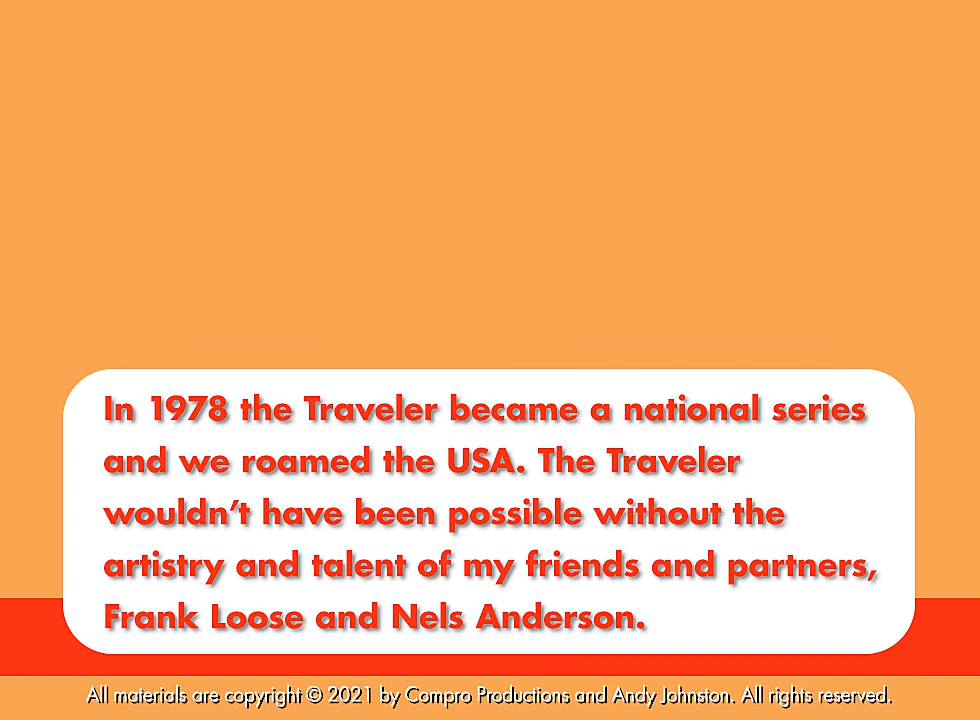 In 1978 the Traveler became a national series
and we roamed the USA. The Traveler
wouldn’t have been possible without the
artistry and talent of my friends and partners,
Frank Loose and Nels Anderson.
All materials are copyright © 2021 by Compro Productions and Andy Johnston. All rights reserved.